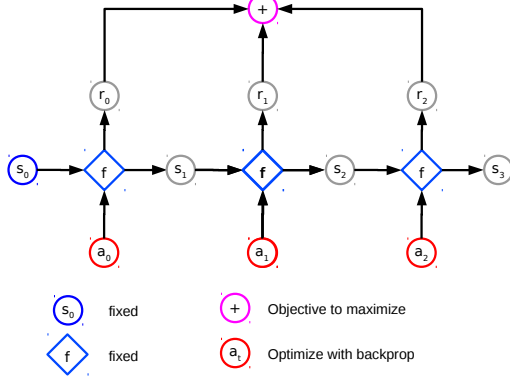 +
r₀ r₁ r₂
s₀ f s₁ f s₂ f s₃
a₀ a₁ a₂
s₀ fixed + Objective to maximize
f fixed aₜ Optimize with backprop